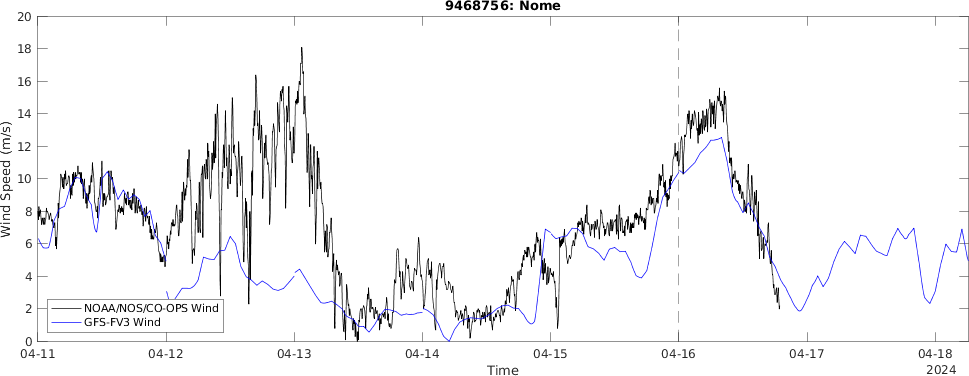 9468756: Nome
20
18
16
14
12
10
8
6
4
2
0
Wind Speed (m/s)
NOAA/NOS/CO-OPS Wind
GFS-FV3 Wind
04-11 04-12 04-13 04-14 04-15 04-16 04-17 04-18
Time
2024